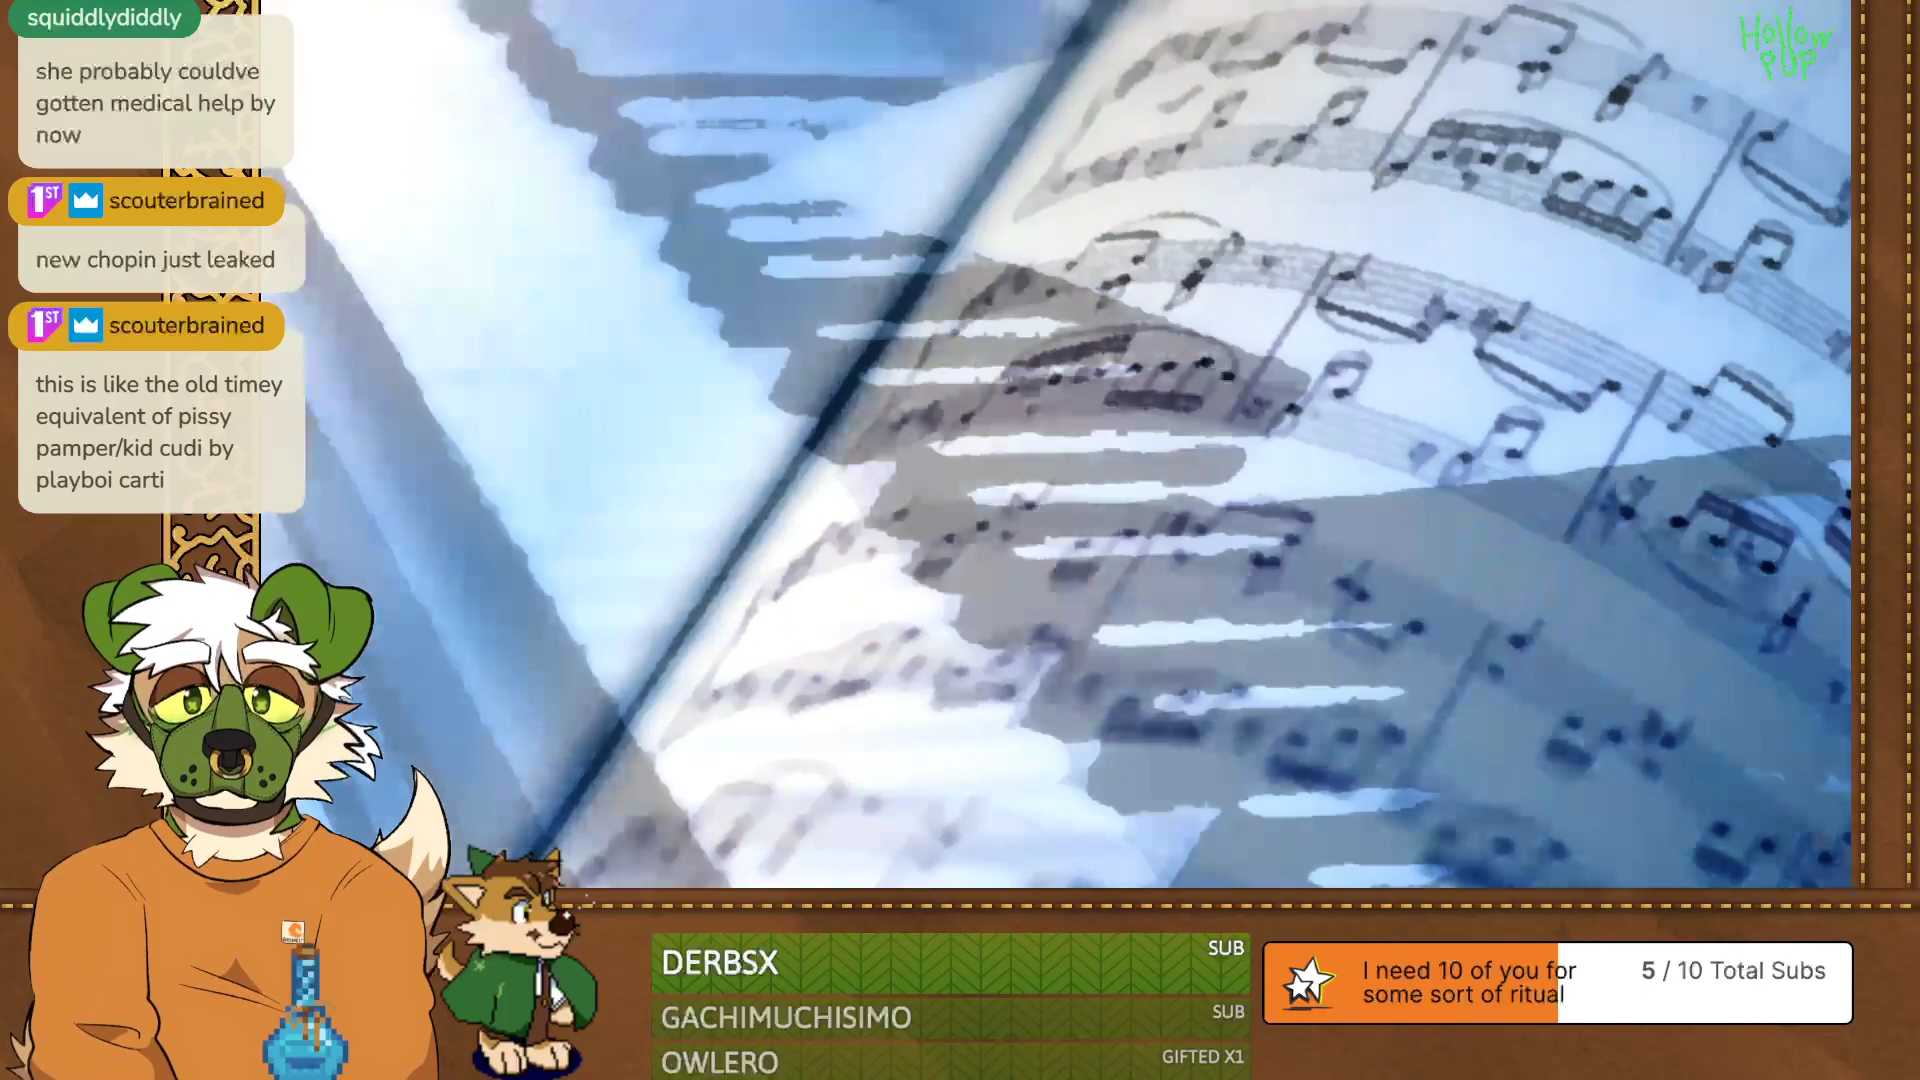 squiddlydiddly
she probably couldve
gotten medical help by
now
1ST scouterbrained
new chopin just leaked
1ST scouterbrained
this is like the old timey
equivalent of pissy
pamper/kid cudi by
playboi carti
Hollow
PUP
DERBSX SUB
GACHIMUCHISIMO SUB
OWLERO GIFTED X1
I need 10 of you for
some sort of ritual
5 / 10 Total Subs